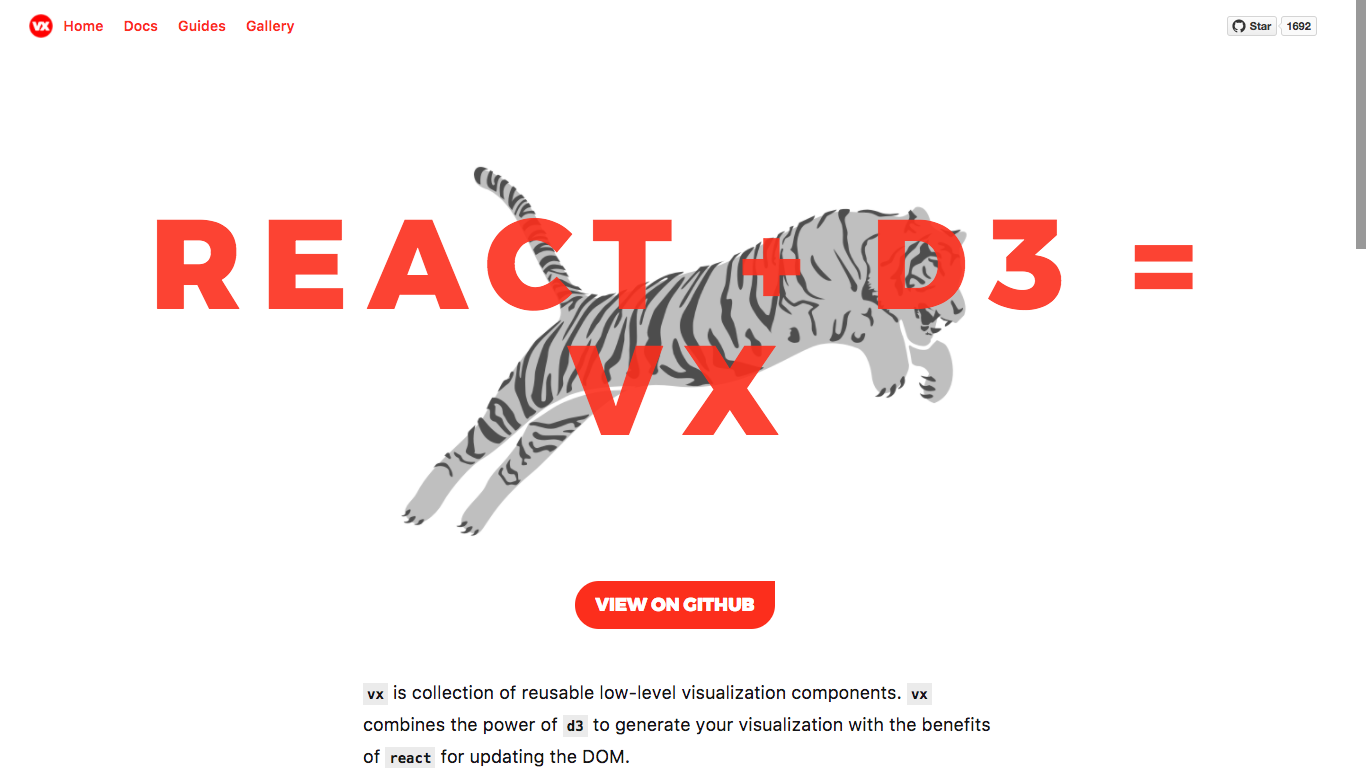 VX Home Docs Guides Gallery Star 1692
REACT + D3 =
VX
VIEW ON GITHUB
vx is collection of reusable low-level visualization components. vx
combines the power of d3 to generate your visualization with the benefits
of react for updating the DOM.